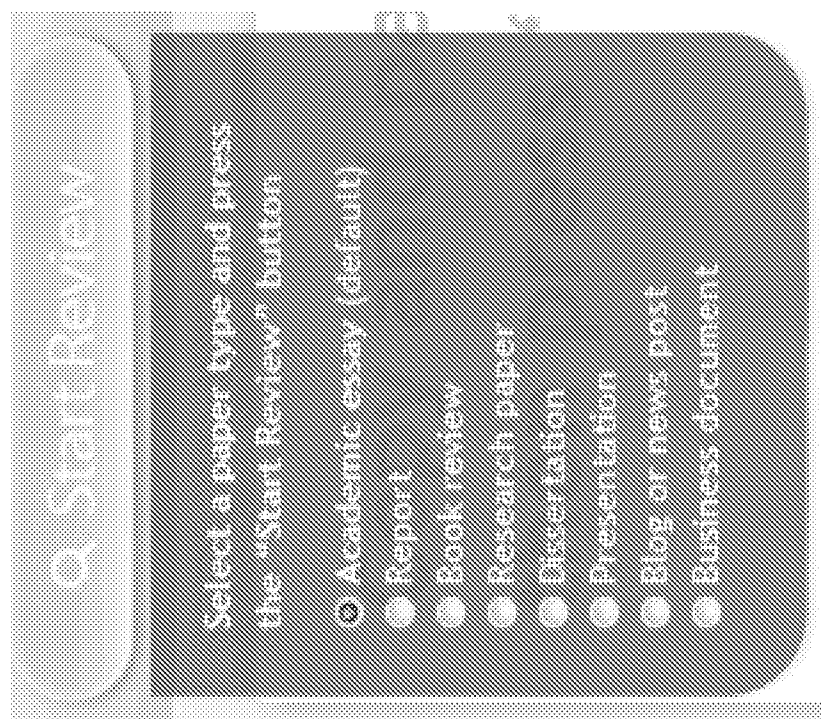 Start Review
Select a paper type and press
the "Start Review" button
Academic essay (default)
Report
Book review
Research paper
Dissertation
Presentation
Blog or news post
Business document